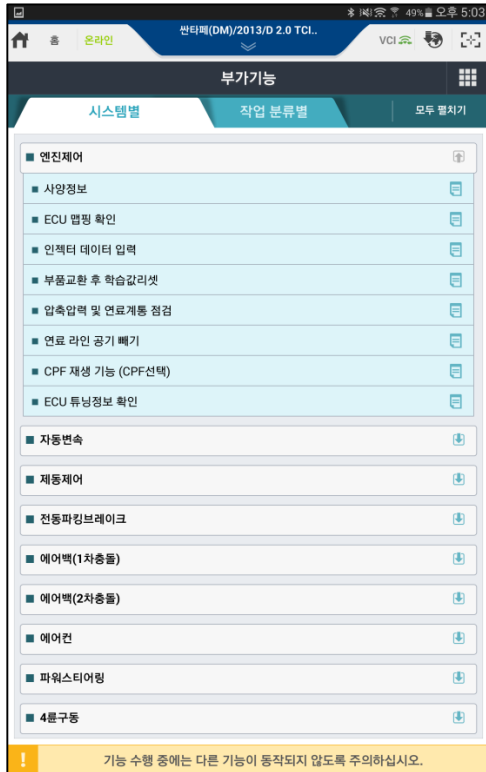 49% 오후 5:03
홈 온라인 싼타페(DM)/2013/D 2.0 TCI.. VCI
부가기능
시스템별 작업 분류별 모두 펼치기
엔진제어
사양정보
ECU 맵핑 확인
인젝터 데이터 입력
부품교환 후 학습값리셋
압축압력 및 연료계통 점검
연료 라인 공기 빼기
CPF 재생 기능 (CPF선택)
ECU 튜닝정보 확인
자동변속
제동제어
전동파킹브레이크
에어백(1차충돌)
에어백(2차충돌)
에어컨
파워스티어링
4륜구동
! 기능 수행 중에는 다른 기능이 동작되지 않도록 주의하십시오.